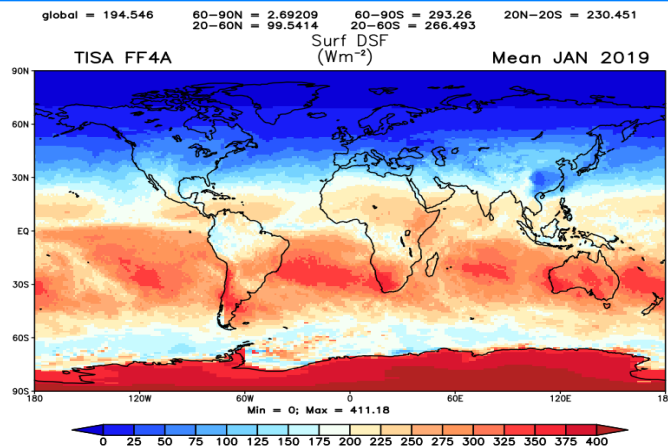 global = 194.546 60-90N = 2.69209 60-90S = 293.26 20N-20S = 230.451
20-60N = 99.5414 20-60S = 266.493
Surf DSF
TISA FF4A (Wm⁻²) Mean JAN 2019
90N
60N
30N
EQ
30S
60S
90S
180 120W 60W 0 60E 120E 180
Min = 0; Max = 411.18
0 25 50 75 100 125 150 175 200 225 250 275 300 325 350 375 400